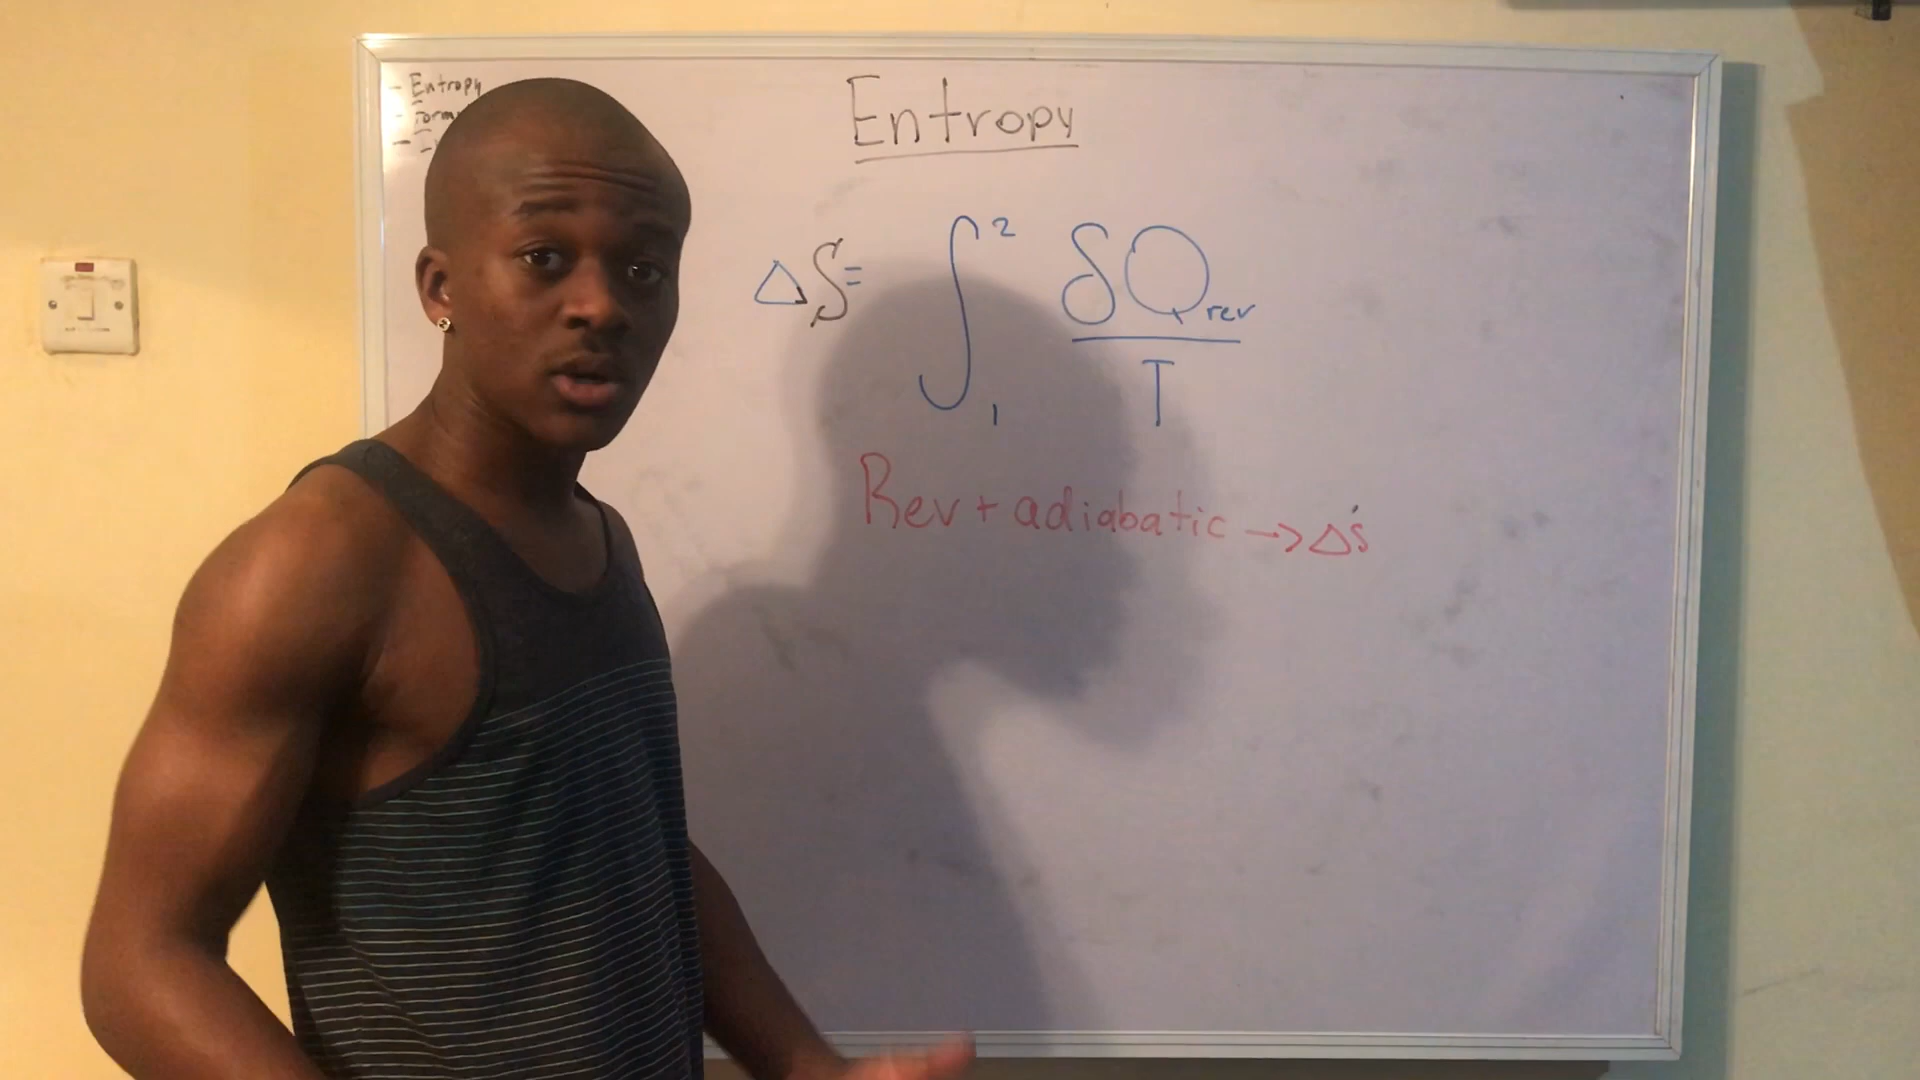 - Entropy
Entropy
ΔS = ∫₁² δQrev / T
Rev + adiabatic → Δs